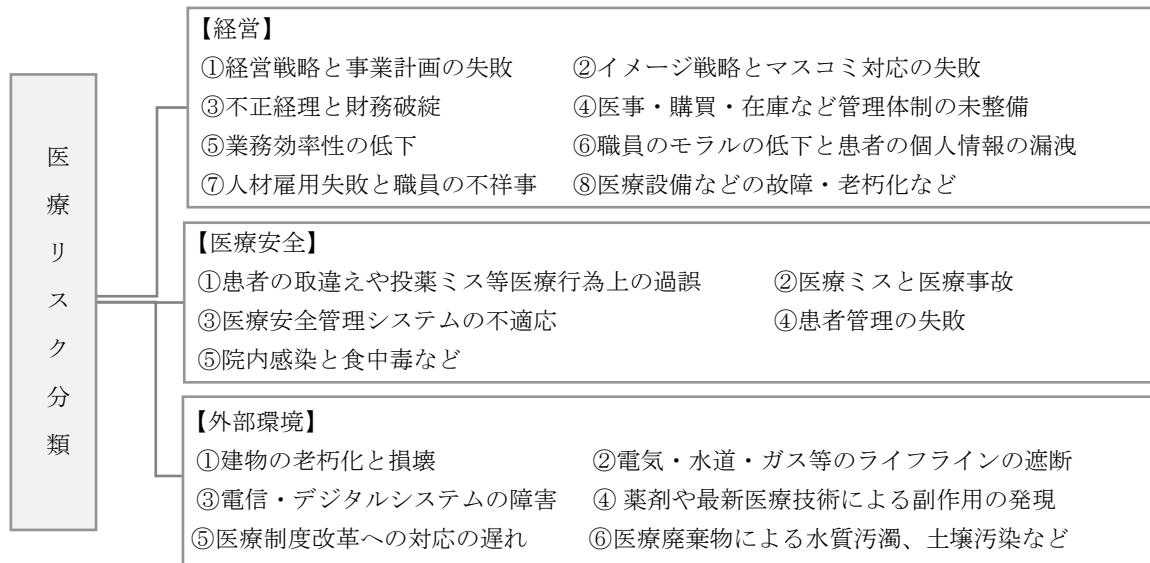 医療リスク分類
【経営】
①経営戦略と事業計画の失敗 ②イメージ戦略とマスコミ対応の失敗
③不正経理と財務破綻 ④医事・購買・在庫など管理体制の未整備
⑤業務効率性の低下 ⑥職員のモラルの低下と患者の個人情報の漏洩
⑦人材雇用失敗と職員の不祥事 ⑧医療設備などの故障・老朽化など
【医療安全】
①患者の取違えや投薬ミス等医療行為上の過誤 ②医療ミスと医療事故
③医療安全管理システムの不適応 ④患者管理の失敗
⑤院内感染と食中毒など
【外部環境】
①建物の老朽化と損壊 ②電気・水道・ガス等のライフラインの遮断
③電信・デジタルシステムの障害 ④ 薬剤や最新医療技術による副作用の発現
⑤医療制度改革への対応の遅れ ⑥医療廃棄物による水質汚濁、土壌汚染など